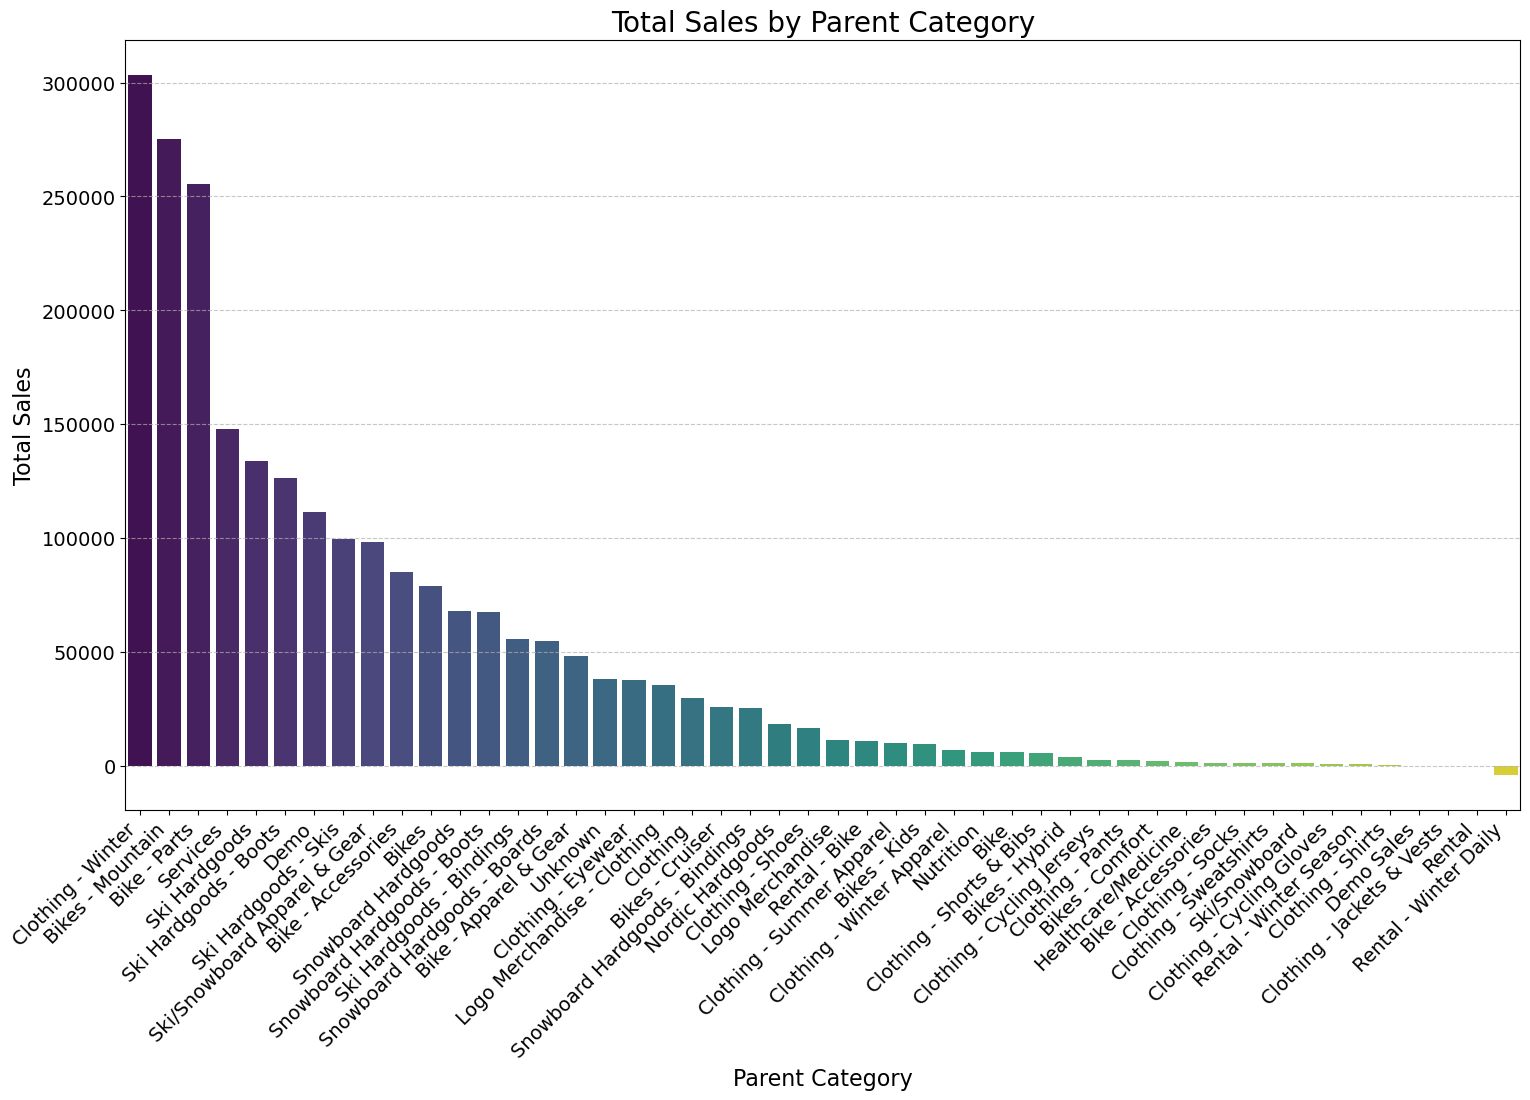 Total Sales by Parent Category
300000
250000
200000
150000
100000
50000
0
Total Sales
Clothing - Winter
Bikes - Mountain
Bike - Parts
Services
Ski Hardgoods
Ski Hardgoods - Boots
Demo
Ski Hardgoods - Skis
Ski/Snowboard Apparel & Gear
Bike - Accessories
Bikes
Snowboard Hardgoods
Snowboard Hardgoods - Boots
Ski Hardgoods - Bindings
Snowboard Hardgoods - Boards
Bike - Apparel & Gear
Unknown
Clothing - Eyewear
Logo Merchandise - Clothing
Clothing
Bikes - Cruiser
Snowboard Hardgoods - Bindings
Nordic Hardgoods
Clothing - Shoes
Logo Merchandise
Rental - Bike
Clothing - Summer Apparel
Bikes - Kids
Clothing - Winter Apparel
Nutrition
Bike
Clothing - Shorts & Bibs
Bikes - Hybrid
Clothing - Cycling Jerseys
Clothing - Pants
Bikes - Comfort
Healthcare/Medicine
BIke - Accessories
Clothing - Socks
Clothing - Sweatshirts
Ski/Snowboard
Clothing - Cycling Gloves
Rental - Winter Season
Clothing - Shirts
Demo Sales
Clothing - Jackets & Vests
Rental
Rental - Winter Daily
Parent Category